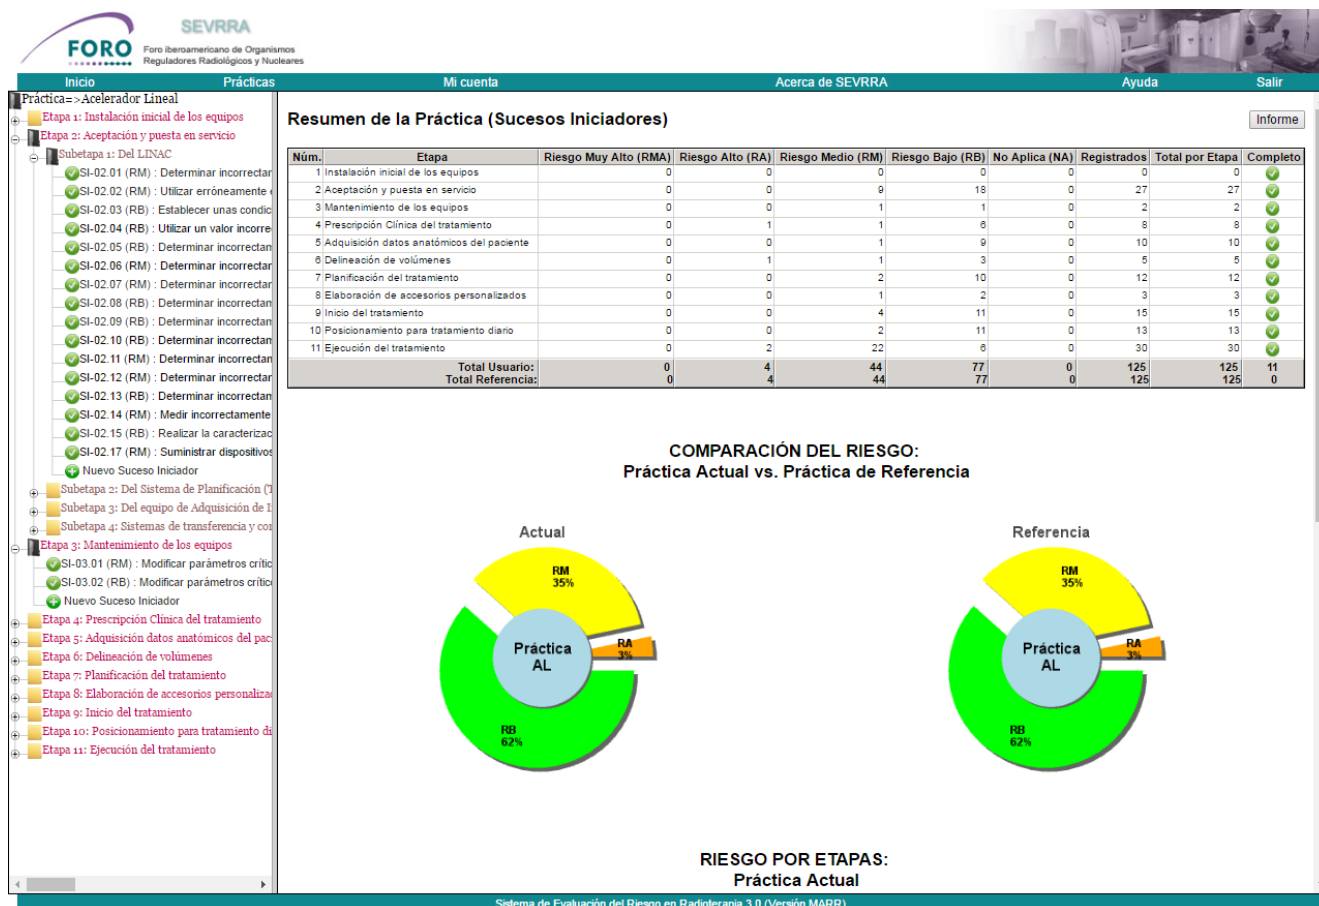 SEVRRA
FORO
Foro iberoamericano de Organismos
Reguladores Radiológicos y Nucleares
Inicio Prácticas Mi cuenta Acerca de SEVRRA Ayuda Salir
Práctica=>Acelerador Lineal
Etapa 1: Instalación inicial de los equipos
Etapa 2: Aceptación y puesta en servicio
Subetapa 1: Del LINAC
SI-02.01 (RM) : Determinar incorrectar
SI-02.02 (RM) : Utilizar erróneamente
SI-02.03 (RB) : Establecer unas condic
SI-02.04 (RB) : Utilizar un valor incorre
SI-02.05 (RB) : Determinar incorrectam
SI-02.06 (RM) : Determinar incorrectar
SI-02.07 (RM) : Determinar incorrectar
SI-02.08 (RB) : Determinar incorrectam
SI-02.09 (RB) : Determinar incorrectam
SI-02.10 (RB) : Determinar incorrectam
SI-02.11 (RM) : Determinar incorrectar
SI-02.12 (RM) : Determinar incorrectar
SI-02.13 (RB) : Determinar incorrectam
SI-02.14 (RM) : Medir incorrectamente
SI-02.15 (RB) : Realizar la caracterizac
SI-02.17 (RM) : Suministrar dispositivos
Nuevo Suceso Iniciador
Subetapa 2: Del Sistema de Planificación (T
Subetapa 3: Del equipo de Adquisición de I
Subetapa 4: Sistemas de transferencia y con
Etapa 3: Mantenimiento de los equipos
SI-03.01 (RM) : Modificar parámetros crític
SI-03.02 (RB) : Modificar parámetros crític
Nuevo Suceso Iniciador
Etapa 4: Prescripción Clínica del tratamiento
Etapa 5: Adquisición datos anatómicos del pac
Etapa 6: Delineación de volúmenes
Etapa 7: Planificación del tratamiento
Etapa 8: Elaboración de accesorios personaliza
Etapa 9: Inicio del tratamiento
Etapa 10: Posicionamiento para tratamiento di
Etapa 11: Ejecución del tratamiento
Resumen de la Práctica (Sucesos Iniciadores)
Informe
Núm. Etapa Riesgo Muy Alto (RMA) Riesgo Alto (RA) Riesgo Medio (RM) Riesgo Bajo (RB) No Aplica (NA) Registrados Total por Etapa Completo
1 Instalación inicial de los equipos 0 0 0 0 0 0 0
2 Aceptación y puesta en servicio 0 0 9 18 0 27 27
3 Mantenimiento de los equipos 0 0 1 1 0 2 2
4 Prescripción Clínica del tratamiento 0 1 1 6 0 8 8
5 Adquisición datos anatómicos del paciente 0 0 1 9 0 10 10
6 Delineación de volúmenes 0 1 1 3 0 5 5
7 Planificación del tratamiento 0 0 2 10 0 12 12
8 Elaboración de accesorios personalizados 0 0 1 2 0 3 3
9 Inicio del tratamiento 0 0 4 11 0 15 15
10 Posicionamiento para tratamiento diario 0 0 2 11 0 13 13
11 Ejecución del tratamiento 0 2 22 6 0 30 30
Total Usuario: 0 4 44 77 0 125 125 11
Total Referencia: 0 4 44 77 0 125 125 0
COMPARACIÓN DEL RIESGO:
Práctica Actual vs. Práctica de Referencia
Actual
RM
35%
RA
3%
Práctica
AL
RB
62%
Referencia
RM
35%
RA
3%
Práctica
AL
RB
62%
RIESGO POR ETAPAS:
Práctica Actual
Sistema de Evaluación del Riesgo en Radioterapia 3.0 (Versión MARR)